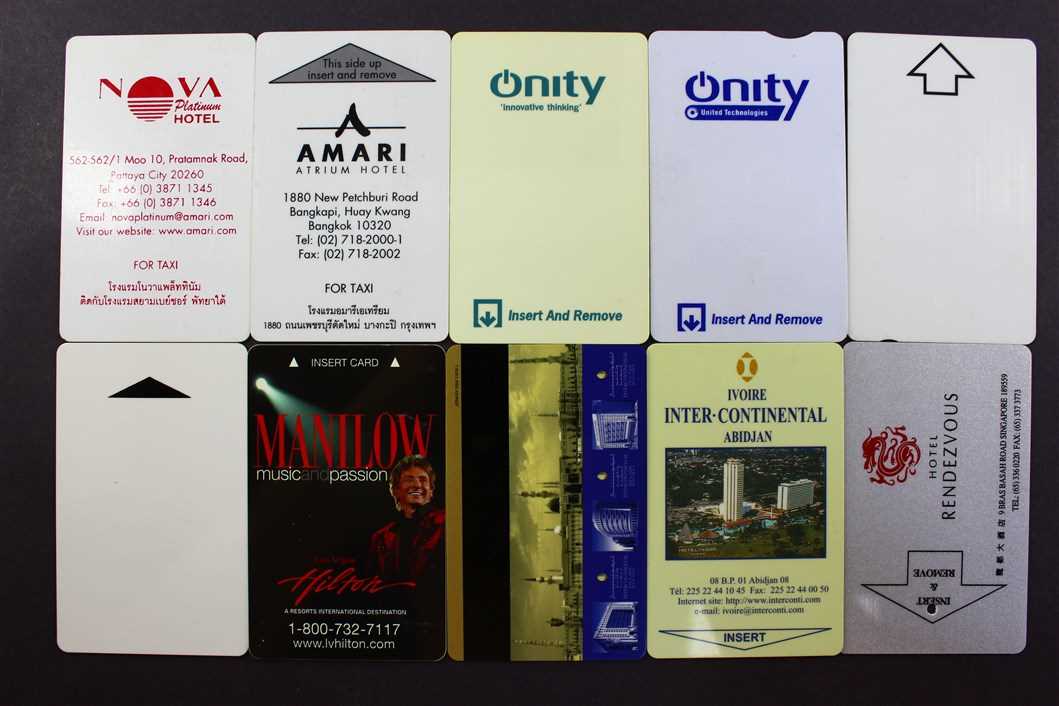 NOVA
Platinum
HOTEL
562-562/1 Moo 10, Pratamnak Road,
Pattaya City 20260
Tel: +66 (0) 3871 1345
Fax: +66 (0) 3871 1346
Email: novaplatinum@amari.com
Visit our website: www.amari.com
FOR TAXI
โรงแรมโนวาแพล็ททินัม
ติดกับโรงแรมสยามเบย์ชอร์ พัทยาใต้
This side up
insert and remove
AMARI
ATRIUM HOTEL
1880 New Petchburi Road
Bangkapi, Huay Kwang
Bangkok 10320
Tel: (02) 718-2000-1
Fax: (02) 718-2002
FOR TAXI
โรงแรมอมารีเอเทรียม
1880 ถนนเพชรบุรีตัดใหม่ บางกะปิ กรุงเทพฯ
Onity
'innovative thinking'
Insert And Remove
Onity
United Technologies
Insert And Remove
INSERT CARD
MANILOW
musicandpassion
Las Vegas
Hilton
A RESORTS INTERNATIONAL DESTINATION
1-800-732-7117
www.lvhilton.com
IVOIRE
INTER-CONTINENTAL
ABIDJAN
08 B.P. 01 Abidjan 08
Tél: 225 22 44 10 45 Fax: 225 22 44 00 50
Internet site: http://www.interconti.com
e-mail: ivoire@interconti.com
INSERT
HOTEL
RENDEZVOUS
9 BRAS BASAH ROAD SINGAPORE 189559
TEL: (65) 336 0220 FAX: (65) 337 3773
INSERT
&
REMOVE